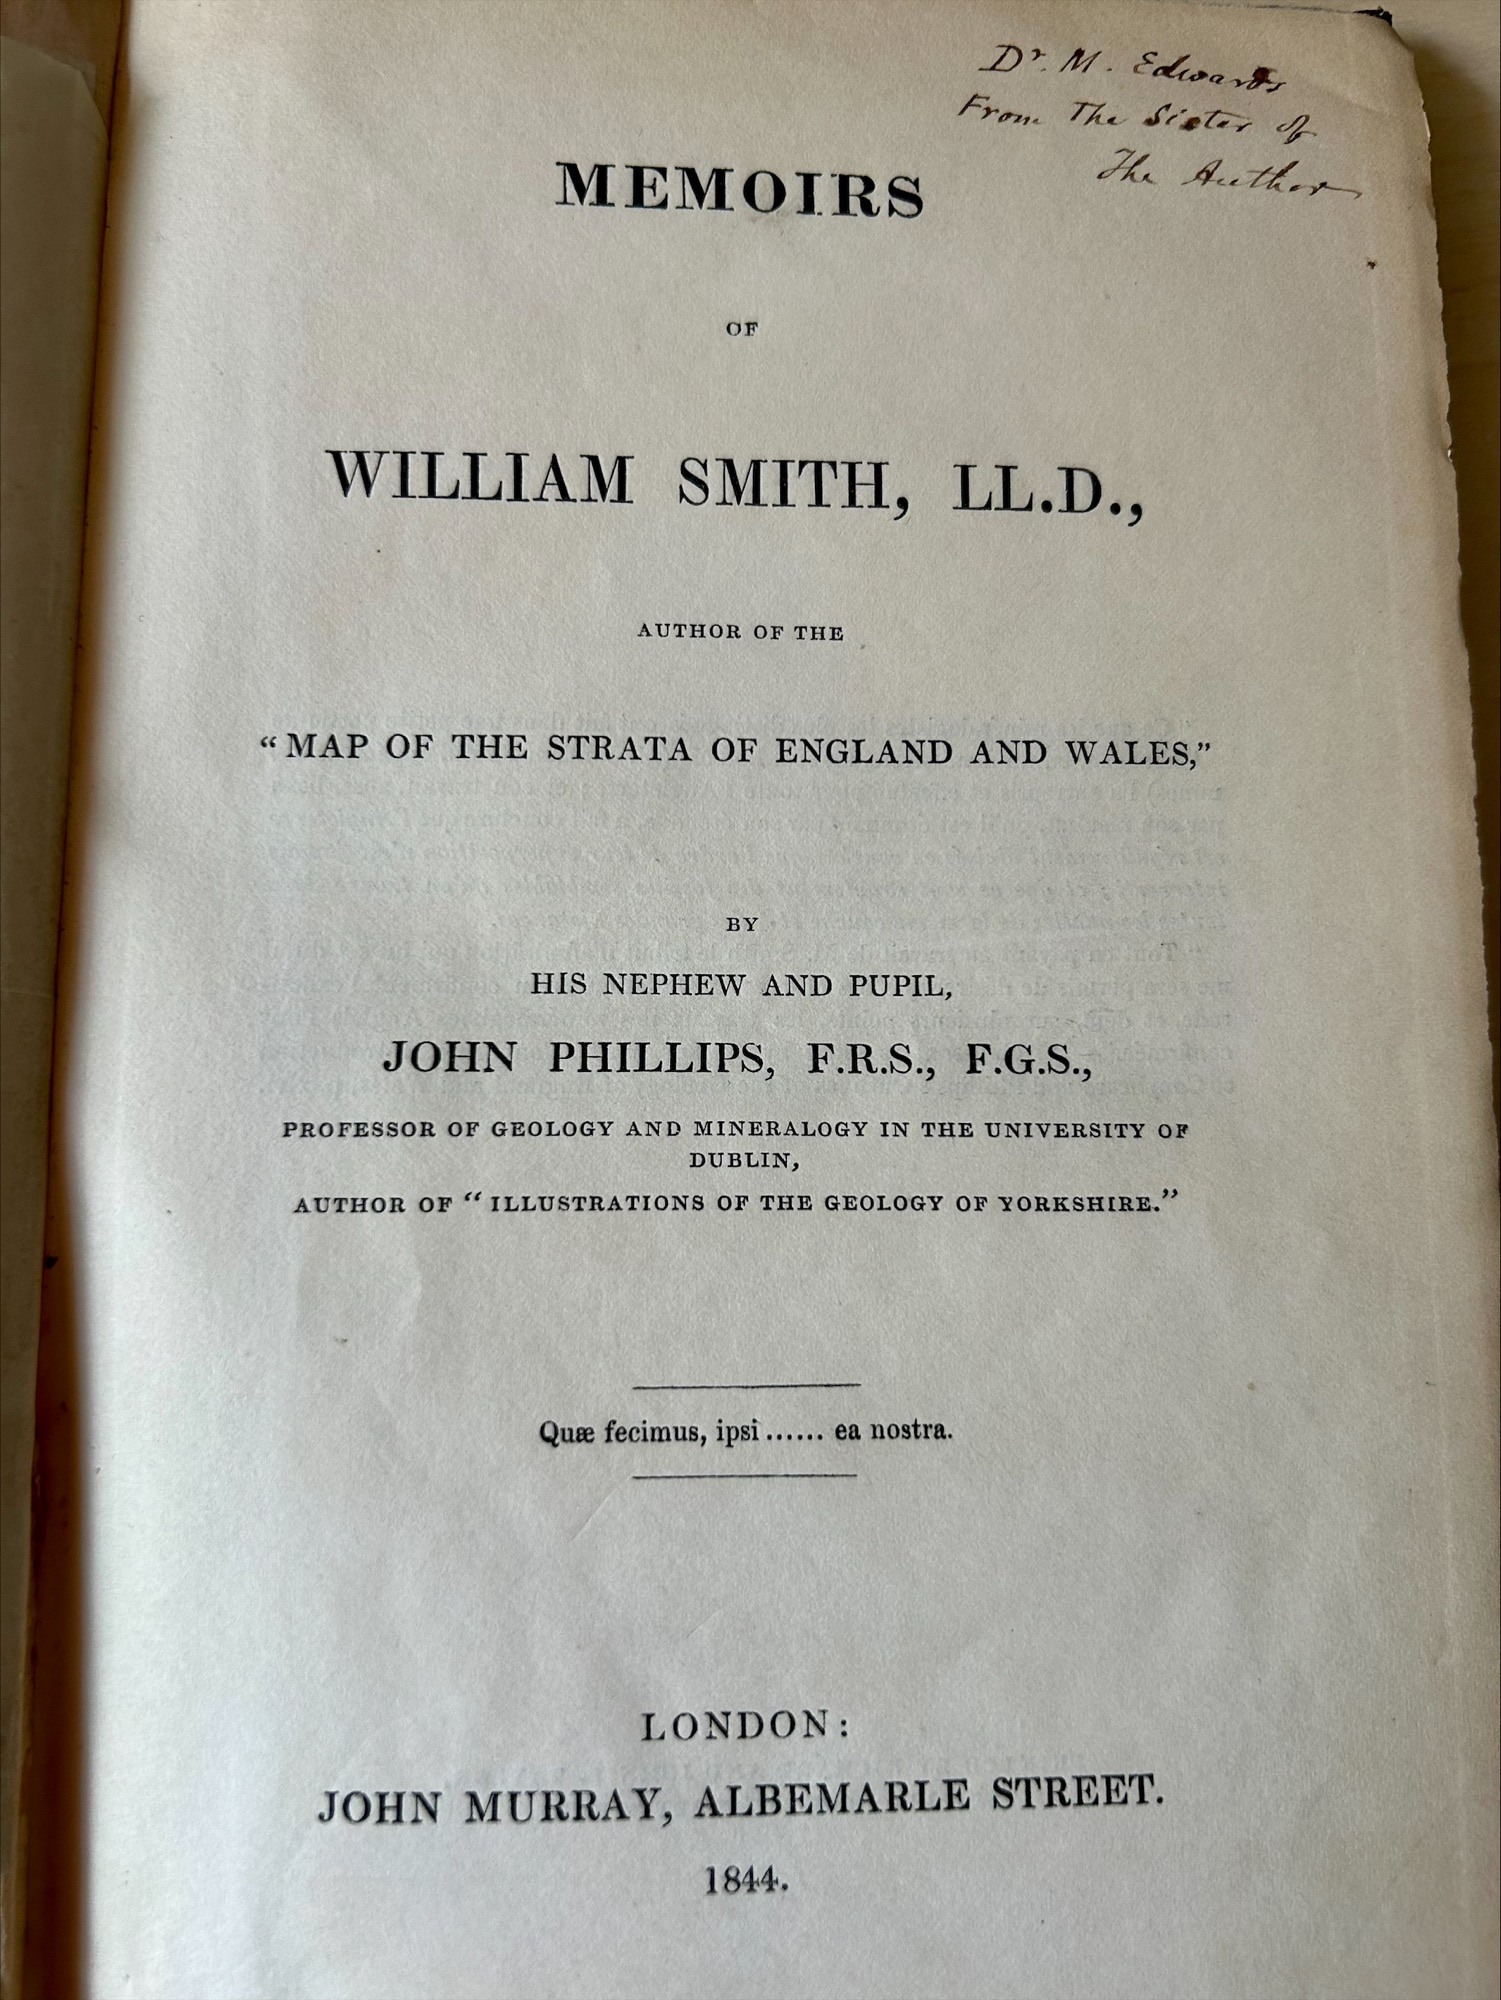 Dr. M. Edwards
From The Sister of
The Author
MEMOIRS
OF
WILLIAM SMITH, LL.D.,
AUTHOR OF THE
“MAP OF THE STRATA OF ENGLAND AND WALES,”
BY
HIS NEPHEW AND PUPIL,
JOHN PHILLIPS, F.R.S., F.G.S.,
PROFESSOR OF GEOLOGY AND MINERALOGY IN THE UNIVERSITY OF
DUBLIN,
AUTHOR OF “ILLUSTRATIONS OF THE GEOLOGY OF YORKSHIRE.”
Quæ fecimus, ipsi ...... ea nostra.
LONDON:
JOHN MURRAY, ALBEMARLE STREET.
1844.